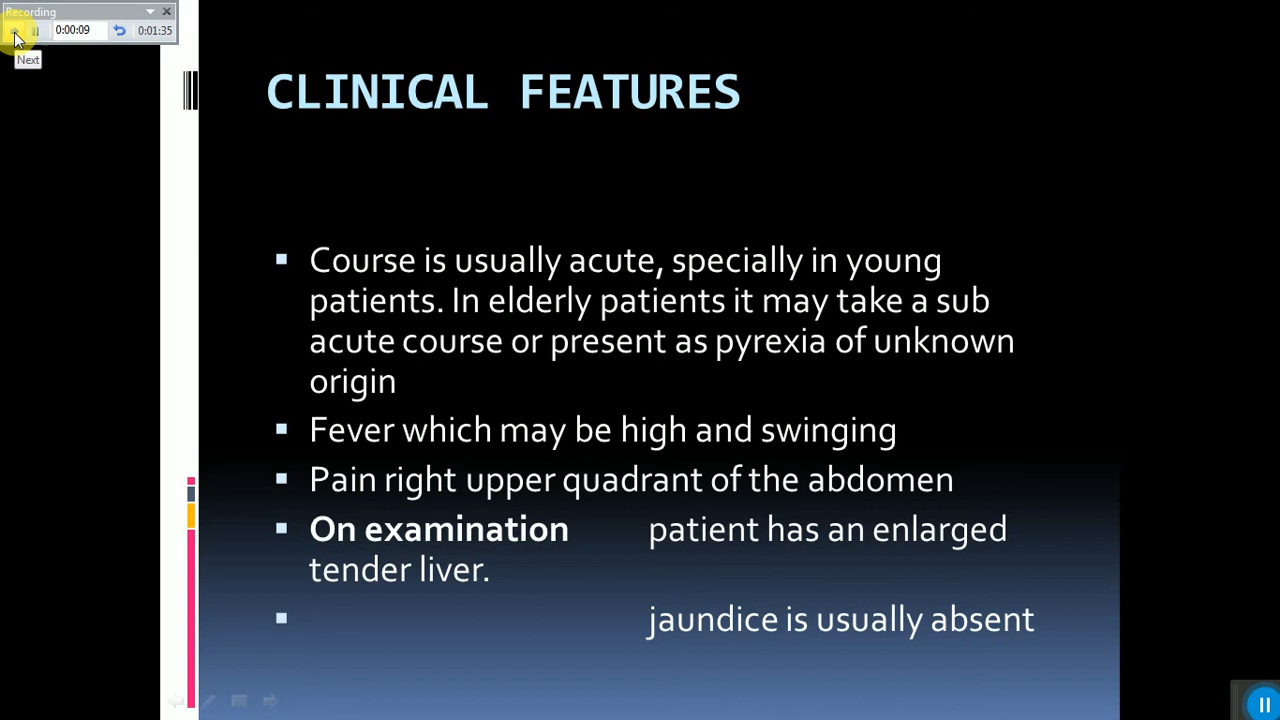 Recording
0:00:09
0:01:35
Next
CLINICAL FEATURES
Course is usually acute, specially in young
patients. In elderly patients it may take a sub
acute course or present as pyrexia of unknown
origin
Fever which may be high and swinging
Pain right upper quadrant of the abdomen
On examination patient has an enlarged
tender liver.
jaundice is usually absent